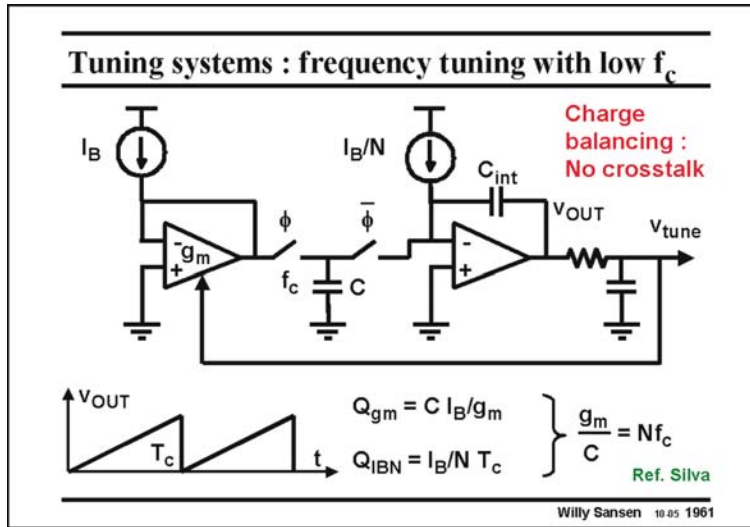 Tuning systems : frequency tuning with low fc
Charge
balancing :
No crosstalk
IB
IB/N
Cint
vOUT
vtune
ϕ
ϕ̅
- gm
+
-
+
fc
C
vOUT
Tc
t
Qgm = C IB/gm
QIBN = IB/N Tc
gm/C = Nfc
Ref. Silva
Willy Sansen 10-05 1961